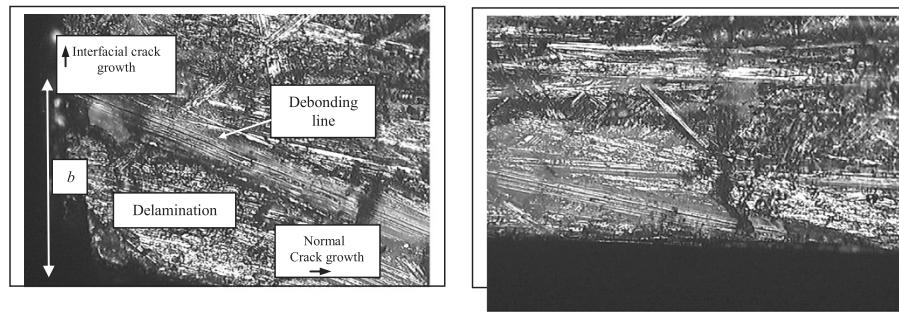 Interfacial crack
growth
Debonding
line
b
Delamination
Normal
Crack growth